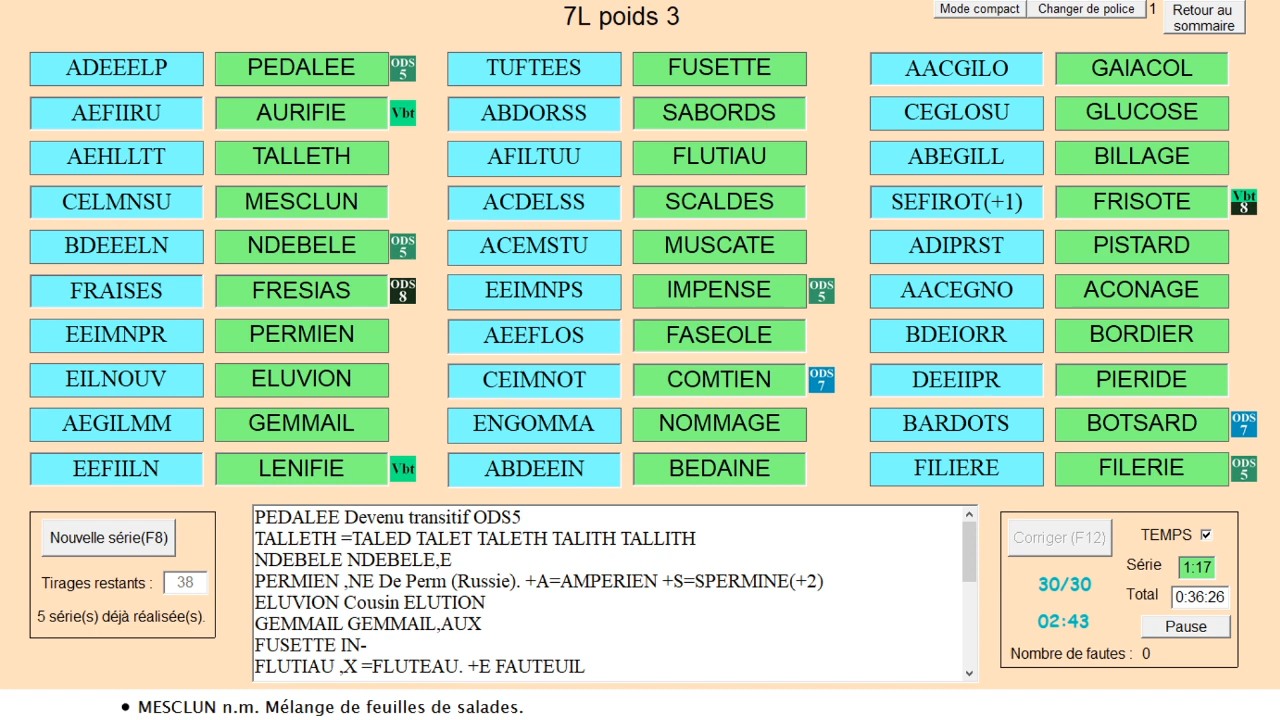 7L poids 3
Mode compact Changer de police 1 Retour au sommaire
ADEEELP PEDALEE ODS 5 TUFTEES FUSETTE AACGILO GAIACOL
AEFIIRU AURIFIE Vbt ABDORSS SABORDS CEGLOSU GLUCOSE
AEHLLTT TALLETH AFILTUU FLUTIAU ABEGILL BILLAGE
CELMNSU MESCLUN ACDELSS SCALDES SEFIROT(+1) FRISOTE Vbt 8
BDEEELN NDEBELE ODS 5 ACEMSTU MUSCATE ADIPRST PISTARD
FRAISES FRESIAS ODS 8 EEIMNPS IMPENSE ODS 5 AACEGNO ACONAGE
EEIMNPR PERMIEN AEEFLOS FASEOLE BDEIORR BORDIER
EILNOUV ELUVION CEIMNOT COMTIEN ODS 7 DEEIIPR PIERIDE
AEGILMM GEMMAIL ENGOMMA NOMMAGE BARDOTS BOTSARD ODS 7
EEFIILN LENIFIE Vbt ABDEEIN BEDAINE FILIERE FILERIE ODS 5
Nouvelle série(F8)
Tirages restants : 38
5 série(s) déjà réalisée(s).
PEDALEE Devenu transitif ODS5
TALLETH =TALED TALET TALETH TALITH TALLITH
NDEBELE NDEBELE,E
PERMIEN ,NE De Perm (Russie). +A=AMPERIEN +S=SPERMINE(+2)
ELUVION Cousin ELUTION
GEMMAIL GEMMAIL,AUX
FUSETTE IN-
FLUTIAU ,X =FLUTEAU. +E FAUTEUIL
Corriger (F12) TEMPS
Série 1:17
30/30
Total 0:36:26
02:43 Pause
Nombre de fautes : 0
• MESCLUN n.m. Mélange de feuilles de salades.